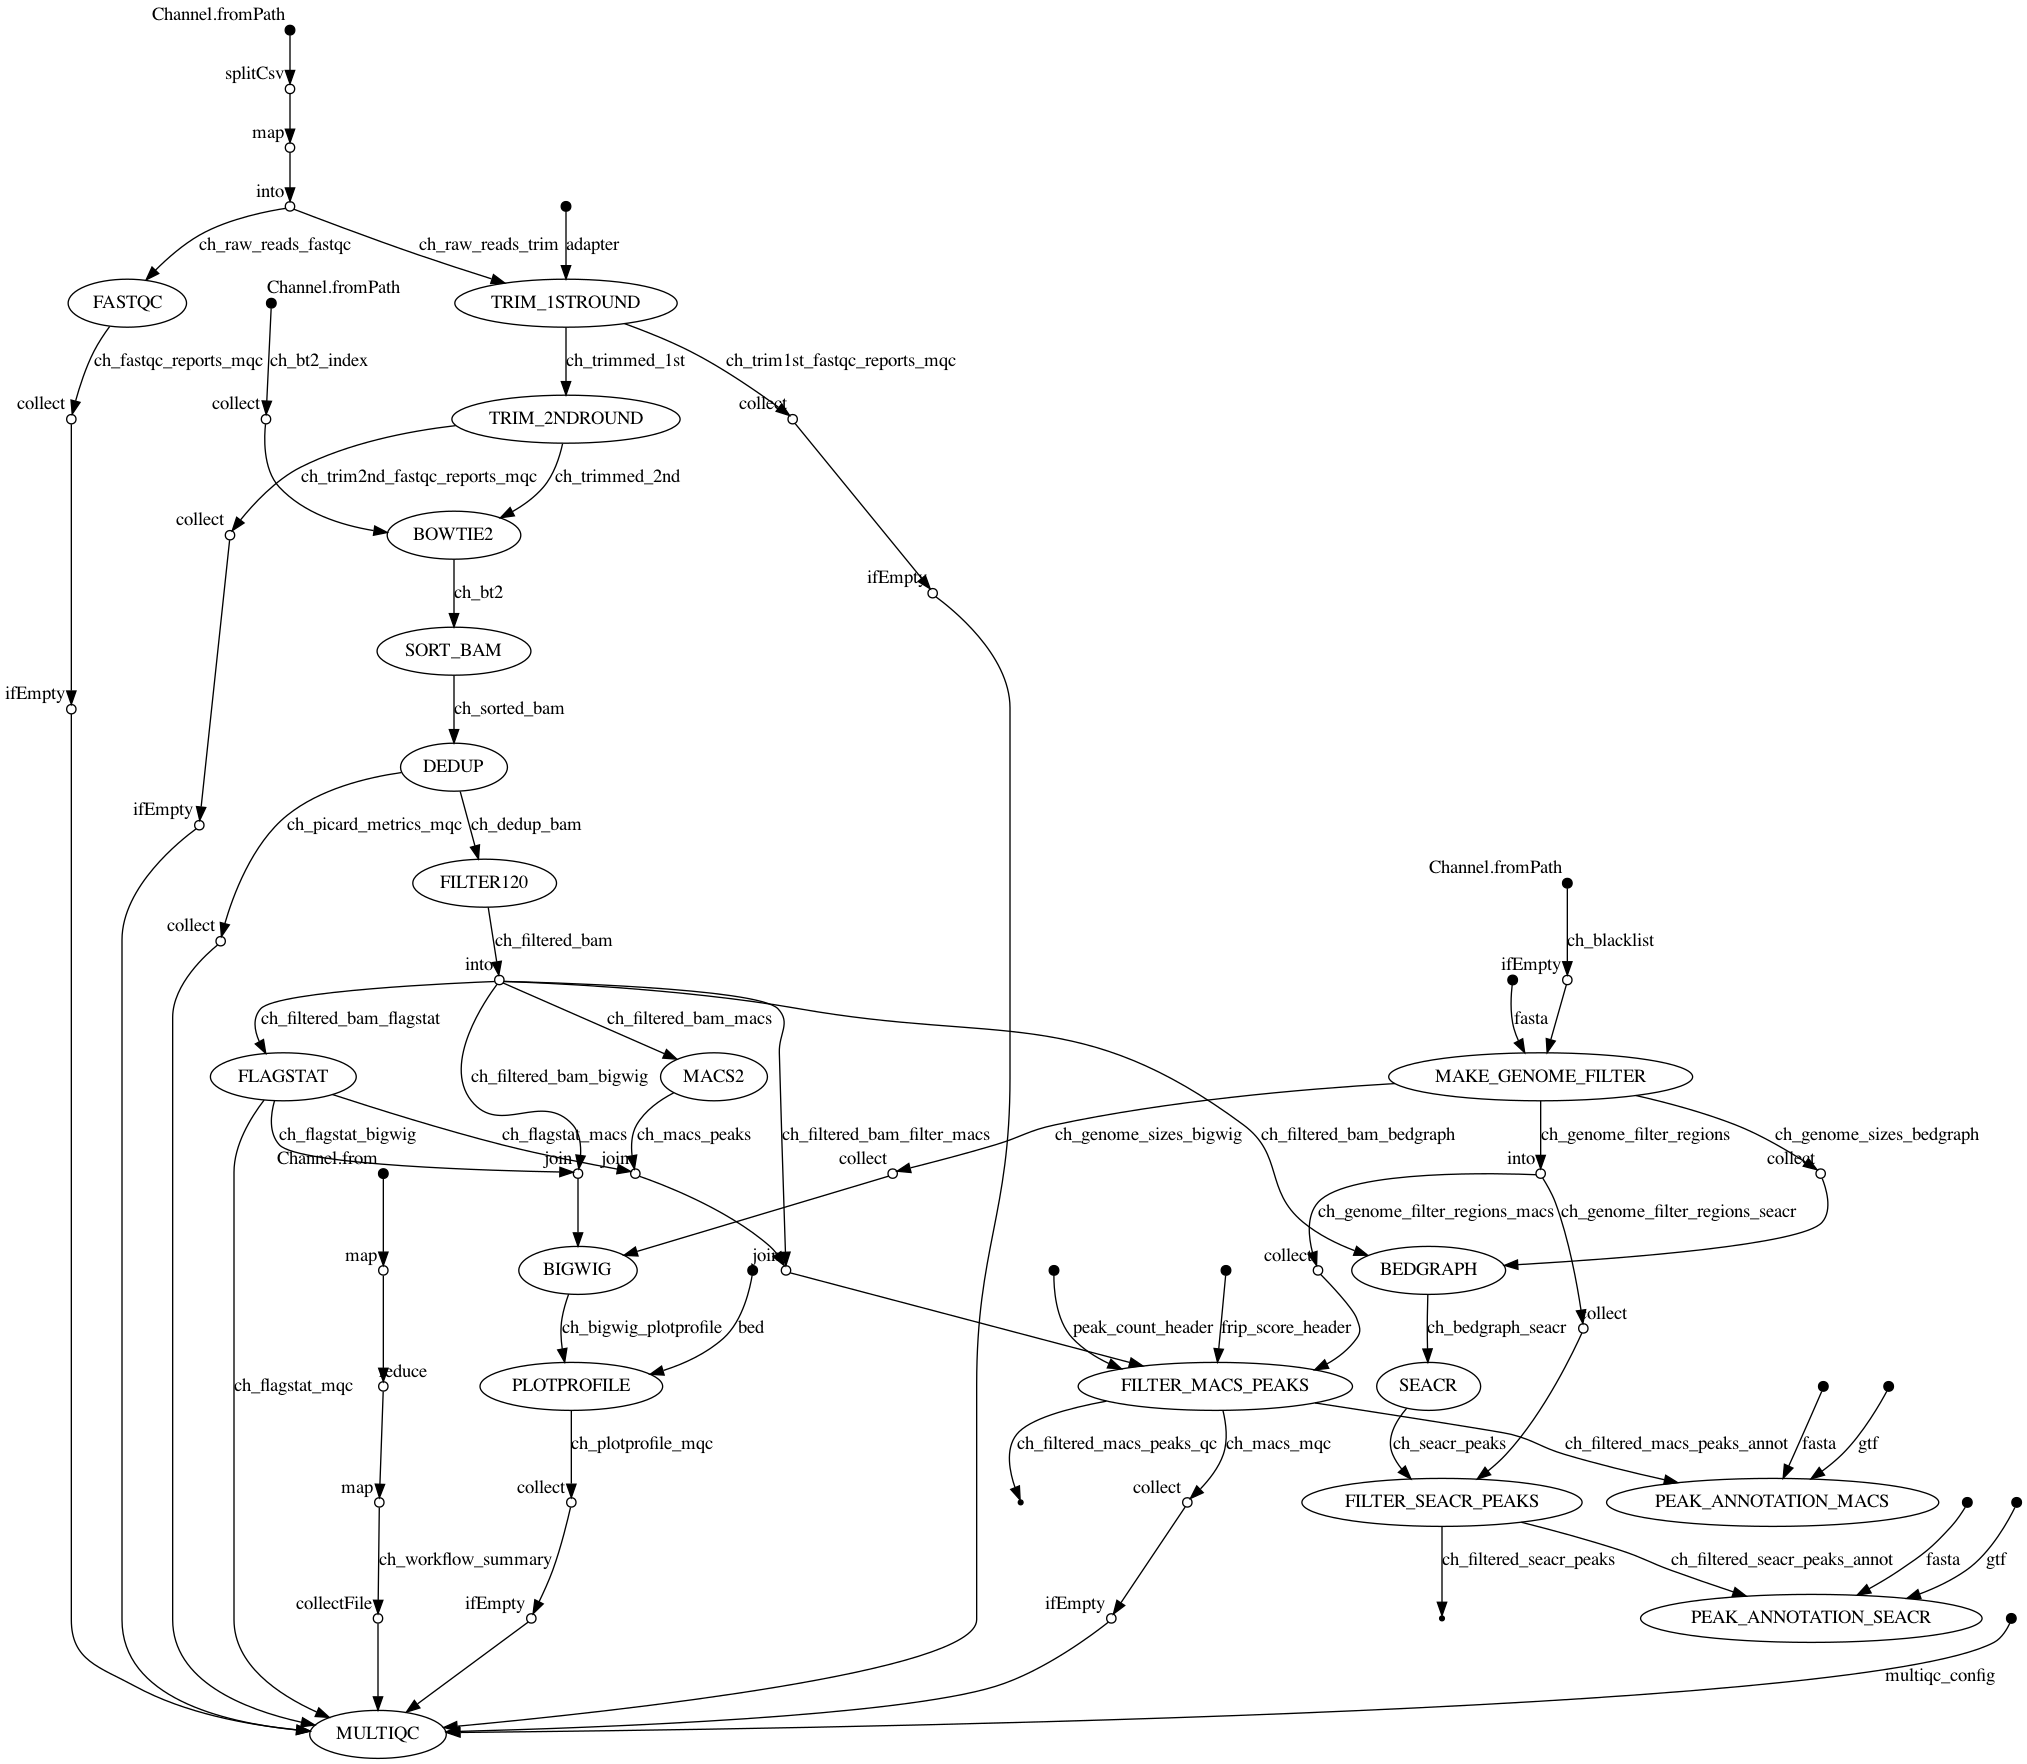 Channel.fromPath
splitCsv
map
into
ch_raw_reads_fastqc
ch_raw_reads_trim
adapter
FASTQC
Channel.fromPath
TRIM_1STROUND
ch_fastqc_reports_mqc
ch_bt2_index
ch_trimmed_1st
ch_trim1st_fastqc_reports_mqc
collect
collect
TRIM_2NDROUND
collect
ch_trim2nd_fastqc_reports_mqc
ch_trimmed_2nd
collect
BOWTIE2
ifEmpty
ch_bt2
SORT_BAM
ifEmpty
ch_sorted_bam
DEDUP
ifEmpty
ch_picard_metrics_mqc
ch_dedup_bam
Channel.fromPath
FILTER120
collect
ch_filtered_bam
ch_blacklist
into
ifEmpty
ch_filtered_bam_flagstat
ch_filtered_bam_macs
fasta
FLAGSTAT
ch_filtered_bam_bigwig
MACS2
MAKE_GENOME_FILTER
ch_flagstat_bigwig
ch_flagstat_macs
ch_macs_peaks
ch_filtered_bam_filter_macs
ch_genome_sizes_bigwig
ch_filtered_bam_bedgraph
ch_genome_filter_regions
ch_genome_sizes_bedgraph
Channel.from
join
join
collect
into
collect
ch_genome_filter_regions_macs
ch_genome_filter_regions_seacr
map
BIGWIG
join
collect
BEDGRAPH
ch_bigwig_plotprofile
bed
peak_count_header
frip_score_header
ch_bedgraph_seacr
collect
reduce
ch_flagstat_mqc
PLOTPROFILE
FILTER_MACS_PEAKS
SEACR
ch_plotprofile_mqc
ch_filtered_macs_peaks_qc
ch_macs_mqc
ch_seacr_peaks
ch_filtered_macs_peaks_annot
fasta
gtf
map
collect
collect
FILTER_SEACR_PEAKS
PEAK_ANNOTATION_MACS
ch_workflow_summary
ch_filtered_seacr_peaks
ch_filtered_seacr_peaks_annot
fasta
gtf
collectFile
ifEmpty
ifEmpty
PEAK_ANNOTATION_SEACR
multiqc_config
MULTIQC